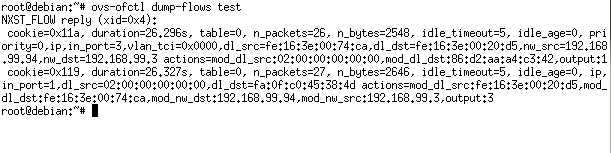 root@debian:~# ovs-ofctl dump-flows test
NXST_FLOW reply (xid=0x4):
 cookie=0x11a, duration=26.296s, table=0, n_packets=26, n_bytes=2548, idle_timeout=5, idle_age=0, pri
ority=0,ip,in_port=3,vlan_tci=0x0000,dl_src=fe:16:3e:00:74:ca,dl_dst=fe:16:3e:00:20:d5,nw_src=192.168
.99.94,nw_dst=192.168.99.3 actions=mod_dl_src:02:00:00:00:00:00,mod_dl_dst:86:d2:aa:a4:c3:42,output:1
 cookie=0x119, duration=26.327s, table=0, n_packets=27, n_bytes=2646, idle_timeout=5, idle_age=0, ip,
in_port=1,dl_src=02:00:00:00:00:00,dl_dst=fa:0f:c0:45:38:4d actions=mod_dl_src:fe:16:3e:00:20:d5,mod_
dl_dst:fe:16:3e:00:74:ca,mod_nw_dst:192.168.99.94,mod_nw_src:192.168.99.3,output:3
root@debian:~#